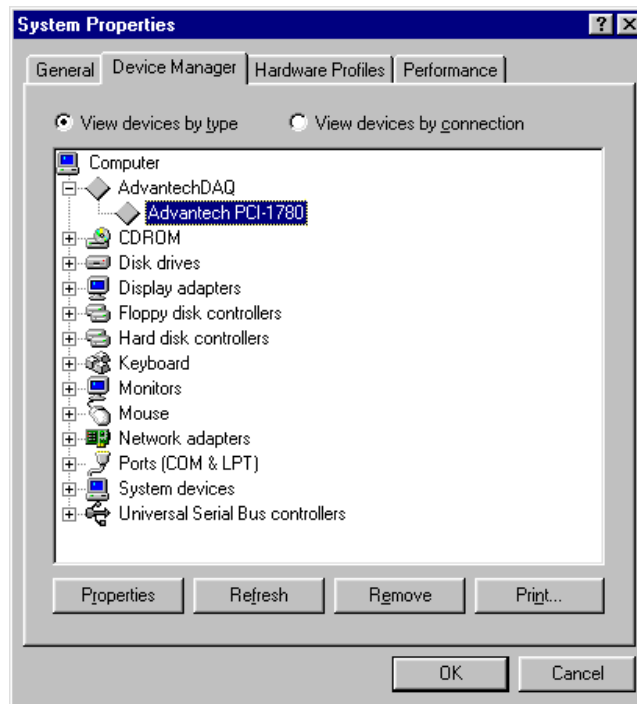 System Properties
General Device Manager Hardware Profiles Performance
View devices by type View devices by connection
Computer
AdvantechDAQ
Advantech PCI-1780
CDROM
Disk drives
Display adapters
Floppy disk controllers
Hard disk controllers
Keyboard
Monitors
Mouse
Network adapters
Ports (COM & LPT)
System devices
Universal Serial Bus controllers
Properties Refresh Remove Print...
OK Cancel